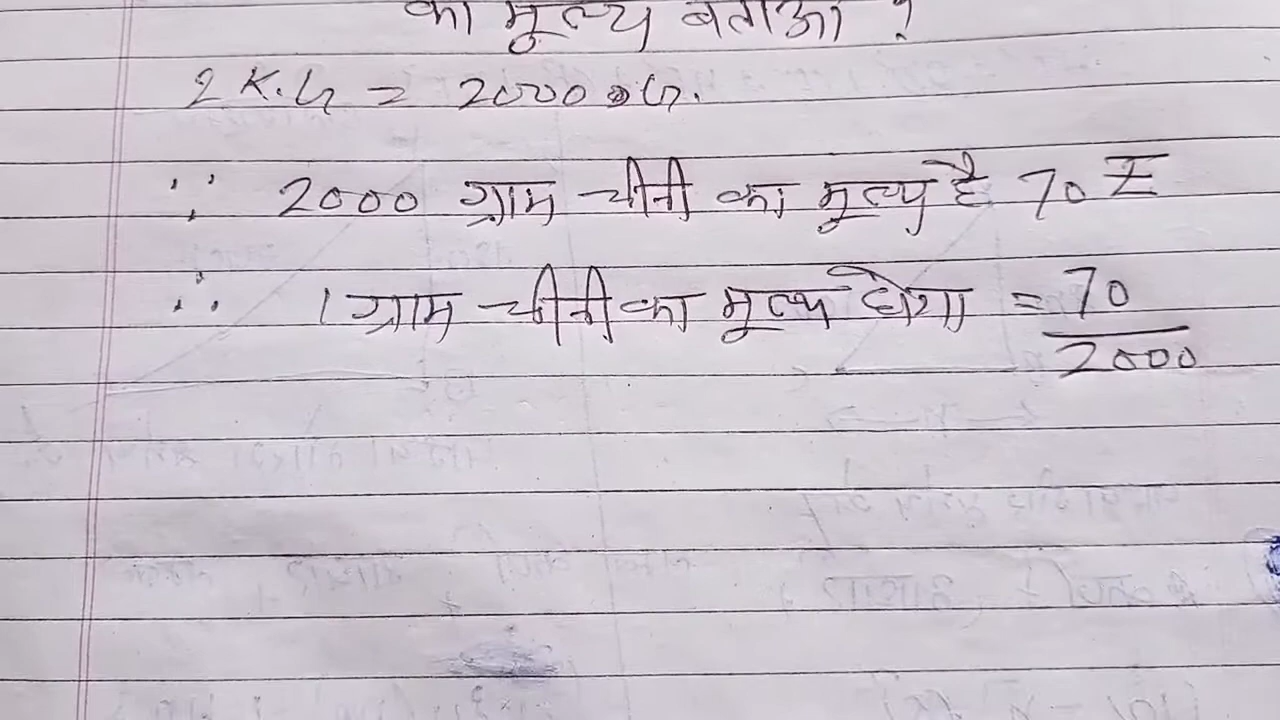 का मूल्य बताओ ?
2 K.G = 2000 G.
∵ 2000 ग्राम चीनी का मूल्य है 70 ₹
∴ 1 ग्राम चीनी का मूल्य होगा = 70/2000